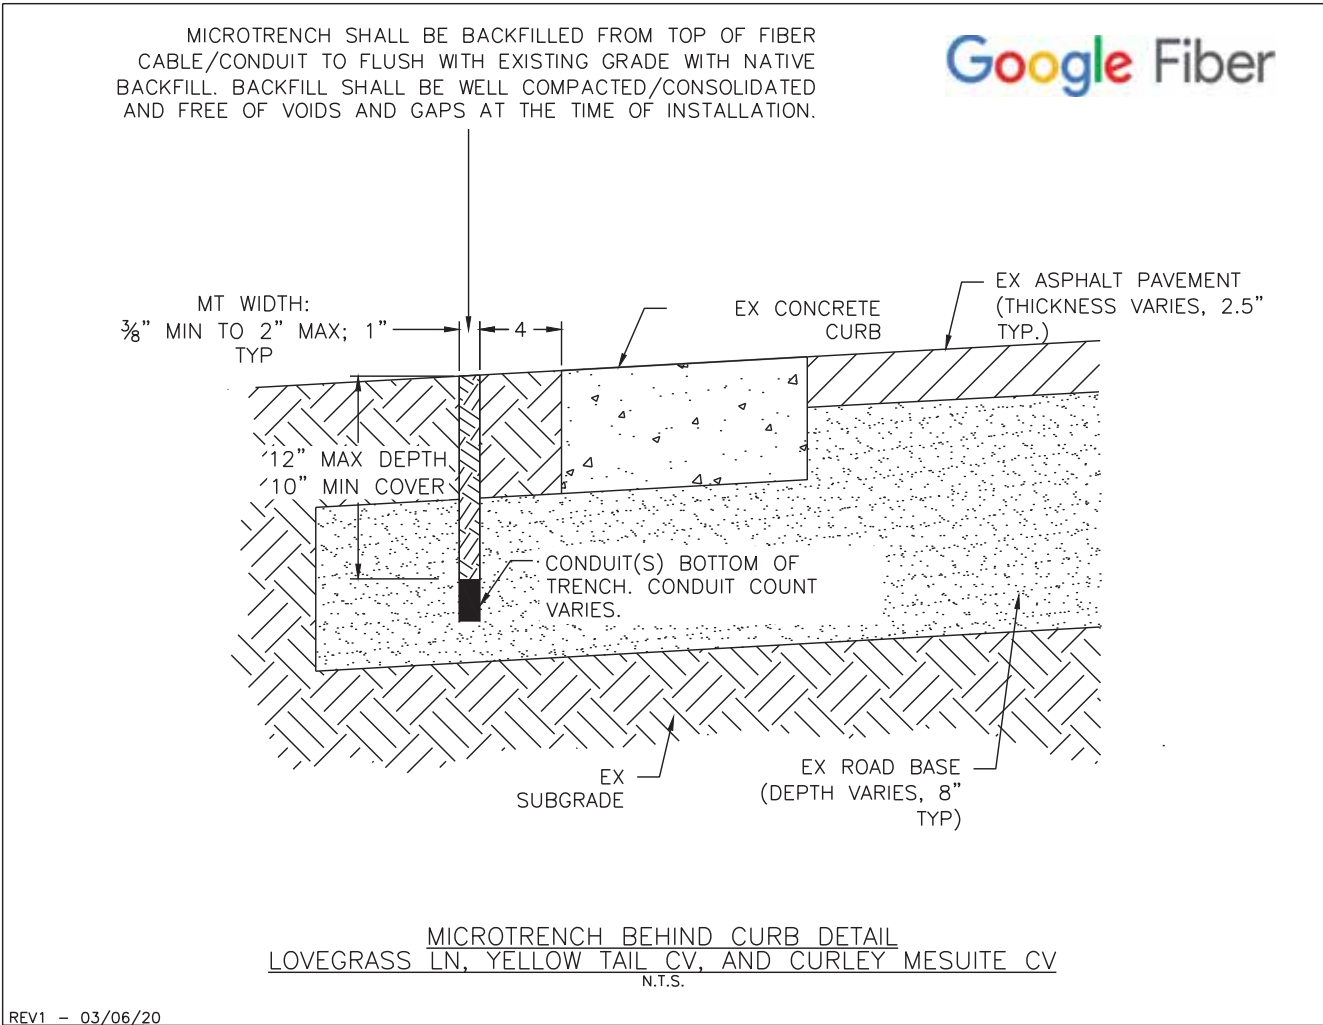 MICROTRENCH SHALL BE BACKFILLED FROM TOP OF FIBER
CABLE/CONDUIT TO FLUSH WITH EXISTING GRADE WITH NATIVE
BACKFILL. BACKFILL SHALL BE WELL COMPACTED/CONSOLIDATED
AND FREE OF VOIDS AND GAPS AT THE TIME OF INSTALLATION.
Google Fiber
MT WIDTH:
⅜" MIN TO 2" MAX; 1"
TYP
4
EX CONCRETE
CURB
EX ASPHALT PAVEMENT
(THICKNESS VARIES, 2.5"
TYP.)
12" MAX DEPTH
10" MIN COVER
CONDUIT(S) BOTTOM OF
TRENCH. CONDUIT COUNT
VARIES.
EX
SUBGRADE
EX ROAD BASE
(DEPTH VARIES, 8"
TYP)
MICROTRENCH BEHIND CURB DETAIL
LOVEGRASS LN, YELLOW TAIL CV, AND CURLEY MESUITE CV
N.T.S.
REV1 - 03/06/20